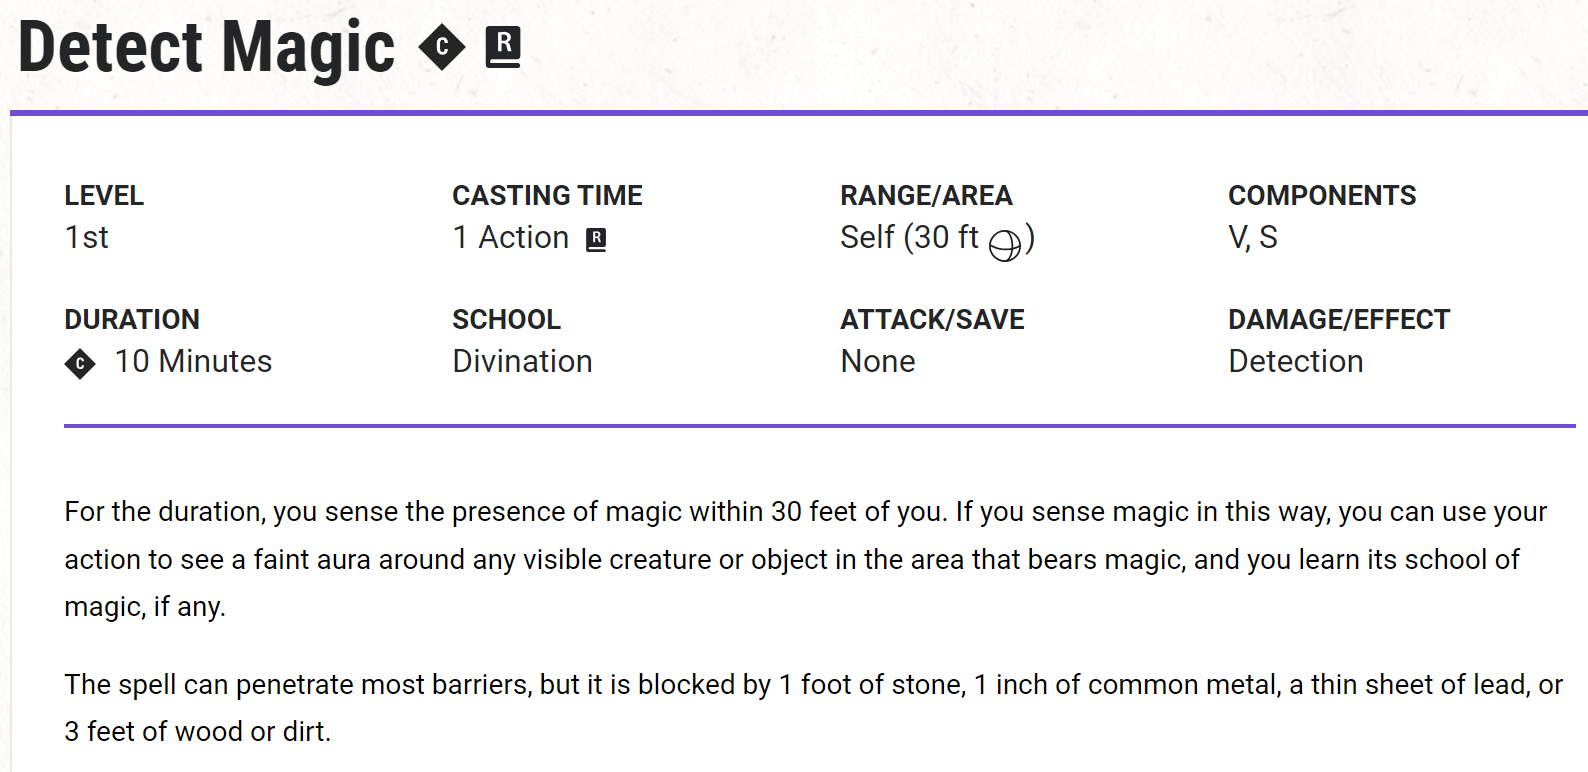 Detect Magic C R
LEVEL
1st
CASTING TIME
1 Action R
RANGE/AREA
Self (30 ft )
COMPONENTS
V, S
DURATION
C 10 Minutes
SCHOOL
Divination
ATTACK/SAVE
None
DAMAGE/EFFECT
Detection
For the duration, you sense the presence of magic within 30 feet of you. If you sense magic in this way, you can use your
action to see a faint aura around any visible creature or object in the area that bears magic, and you learn its school of
magic, if any.
The spell can penetrate most barriers, but it is blocked by 1 foot of stone, 1 inch of common metal, a thin sheet of lead, or
3 feet of wood or dirt.